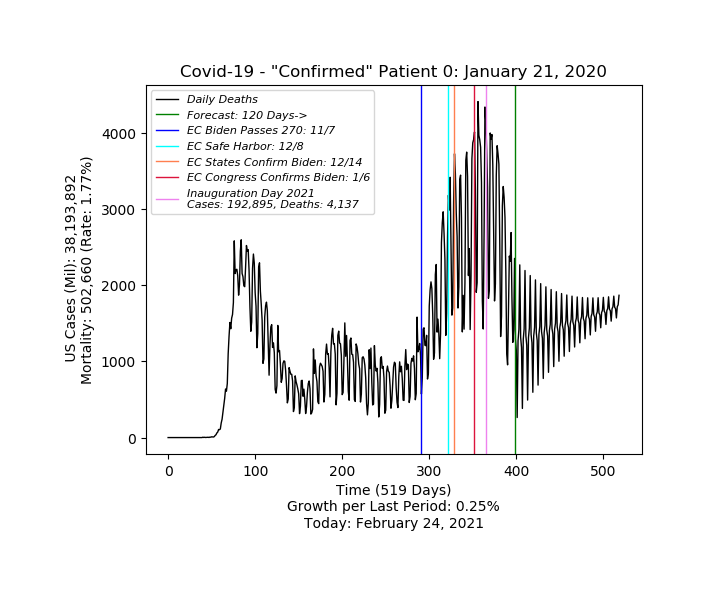 Covid-19 - "Confirmed" Patient 0: January 21, 2020
Daily Deaths
Forecast: 120 Days->
EC Biden Passes 270: 11/7
EC Safe Harbor: 12/8
EC States Confirm Biden: 12/14
EC Congress Confirms Biden: 1/6
Inauguration Day 2021
Cases: 192,895, Deaths: 4,137
US Cases (Mil): 38,193,892
Mortality: 502,660 (Rate: 1.77%)
4000
3000
2000
1000
0
0 100 200 300 400 500
Time (519 Days)
Growth per Last Period: 0.25%
Today: February 24, 2021